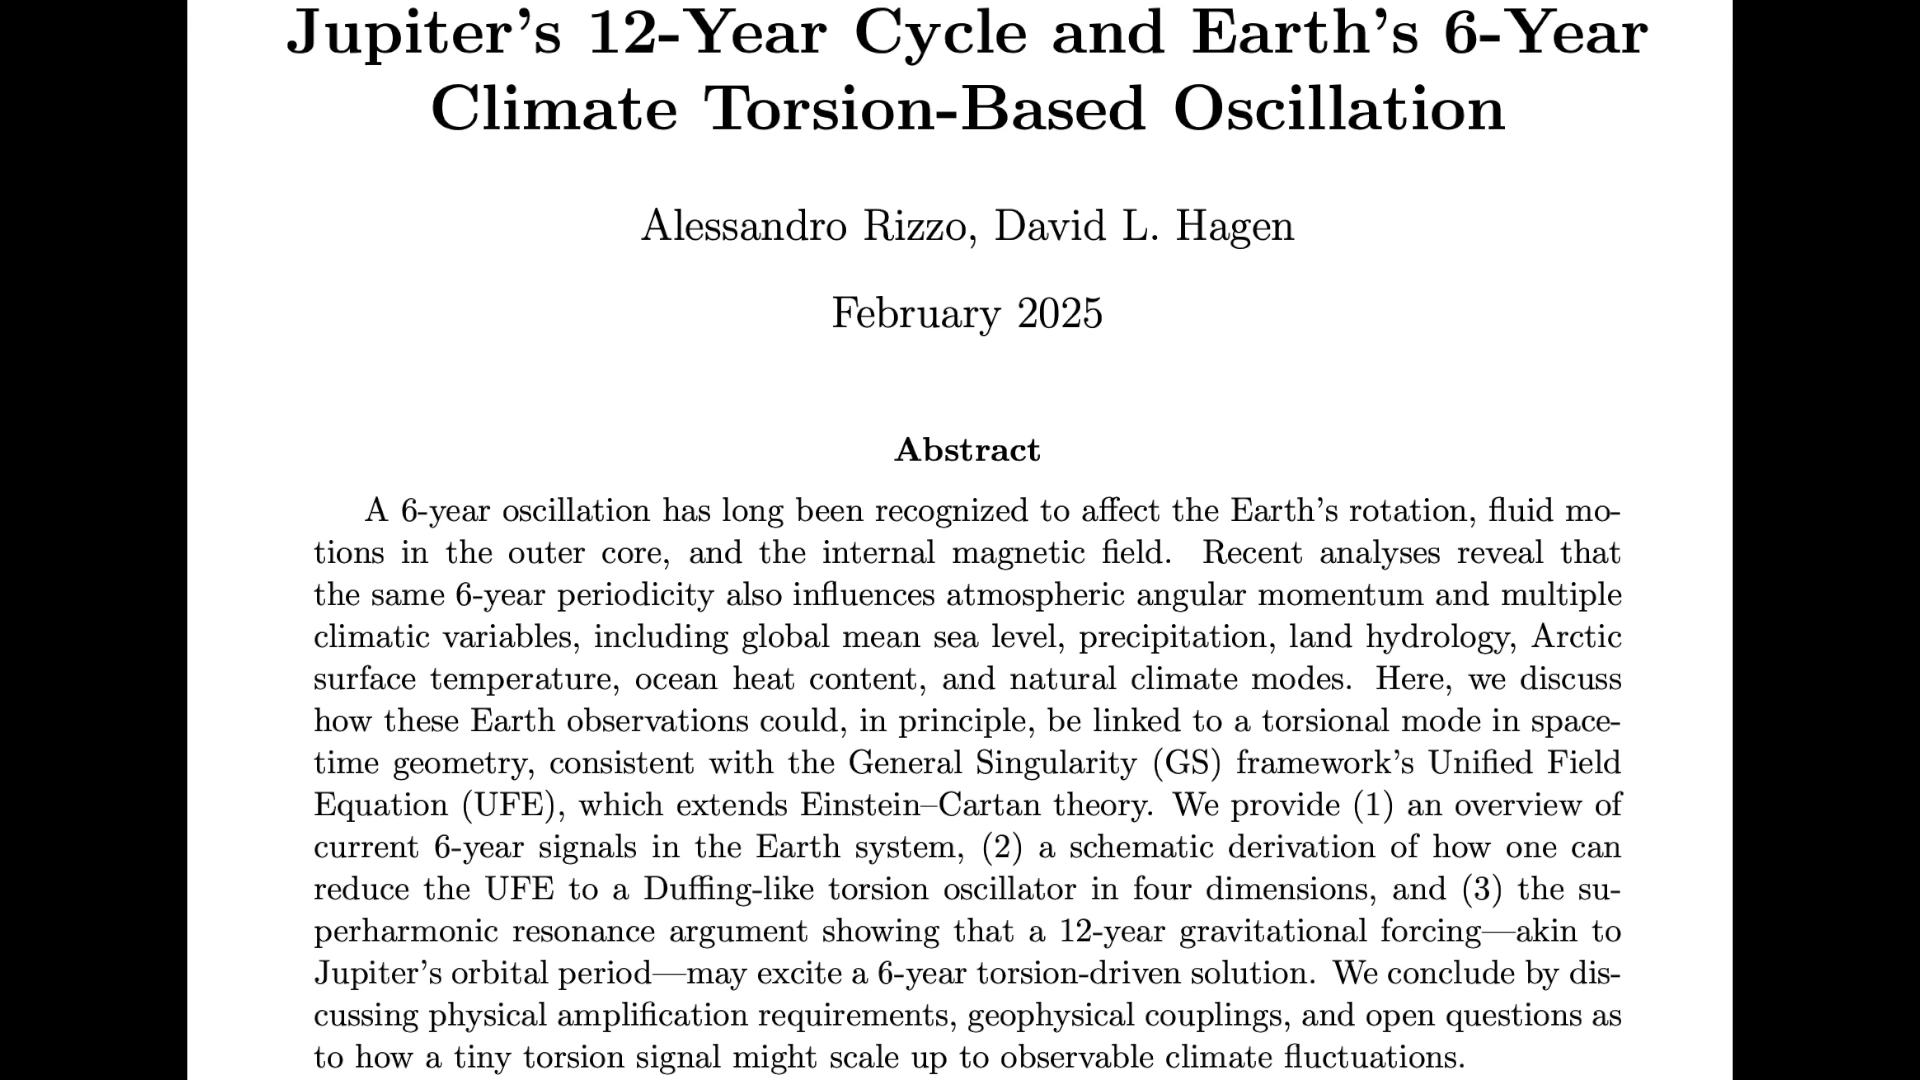 Jupiter's 12-Year Cycle and Earth's 6-Year
Climate Torsion-Based Oscillation
Alessandro Rizzo, David L. Hagen
February 2025
Abstract
A 6-year oscillation has long been recognized to affect the Earth's rotation, fluid mo-
tions in the outer core, and the internal magnetic field. Recent analyses reveal that
the same 6-year periodicity also influences atmospheric angular momentum and multiple
climatic variables, including global mean sea level, precipitation, land hydrology, Arctic
surface temperature, ocean heat content, and natural climate modes. Here, we discuss
how these Earth observations could, in principle, be linked to a torsional mode in space-
time geometry, consistent with the General Singularity (GS) framework's Unified Field
Equation (UFE), which extends Einstein–Cartan theory. We provide (1) an overview of
current 6-year signals in the Earth system, (2) a schematic derivation of how one can
reduce the UFE to a Duffing-like torsion oscillator in four dimensions, and (3) the su-
perharmonic resonance argument showing that a 12-year gravitational forcing—akin to
Jupiter's orbital period—may excite a 6-year torsion-driven solution. We conclude by dis-
cussing physical amplification requirements, geophysical couplings, and open questions as
to how a tiny torsion signal might scale up to observable climate fluctuations.